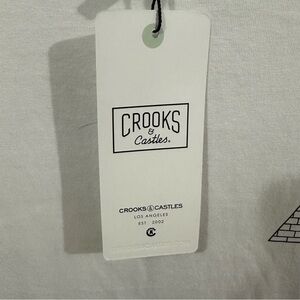 CROOKS
&
Castles®
CROOKS & CASTLES
LOS ANGELES
EST 2002